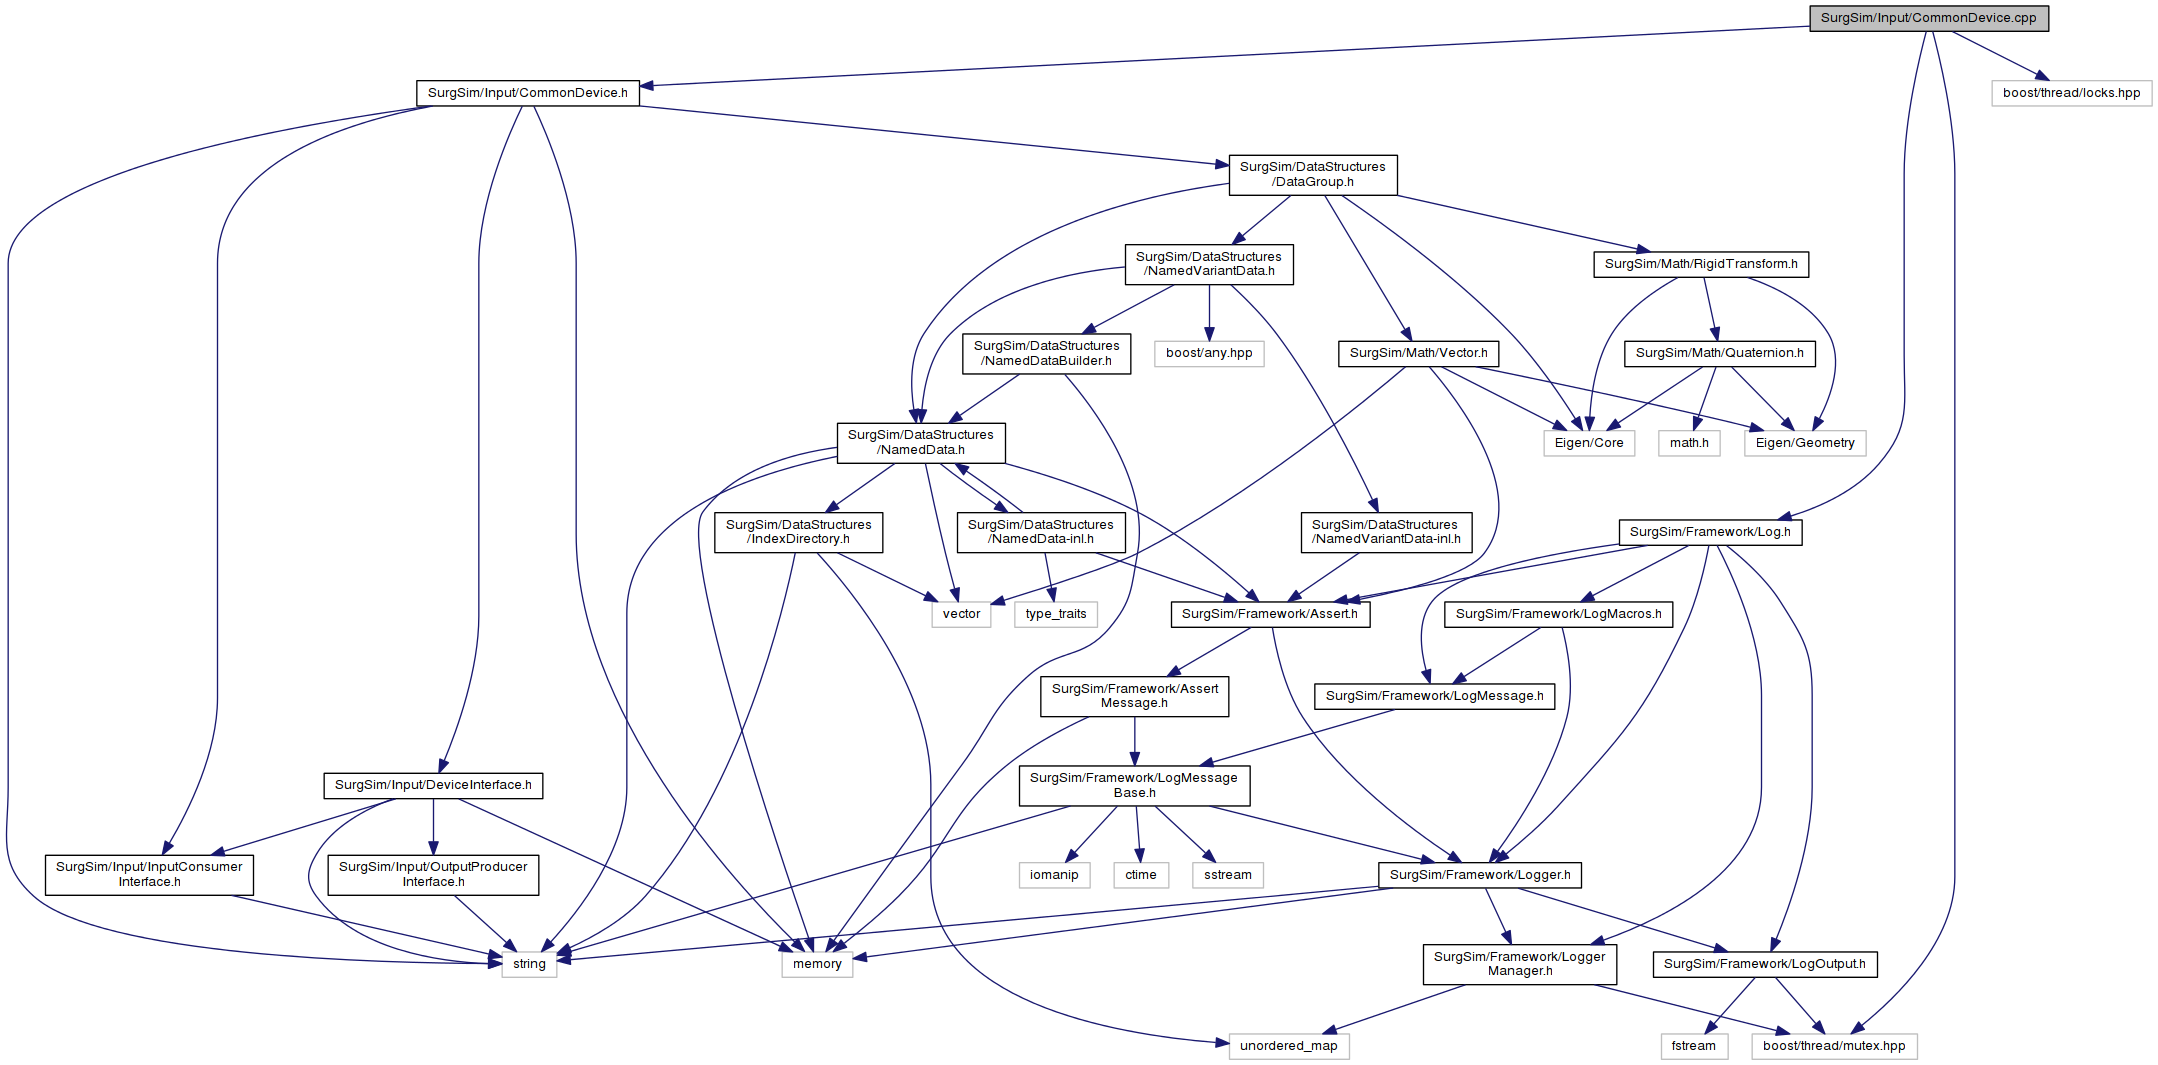 SurgSim/Input/CommonDevice.cpp
SurgSim/Input/CommonDevice.h
boost/thread/locks.hpp
SurgSim/DataStructures
/DataGroup.h
SurgSim/DataStructures
/NamedVariantData.h
SurgSim/Math/RigidTransform.h
SurgSim/DataStructures
/NamedDataBuilder.h
boost/any.hpp
SurgSim/Math/Vector.h
SurgSim/Math/Quaternion.h
SurgSim/DataStructures
/NamedData.h
Eigen/Core
math.h
Eigen/Geometry
SurgSim/DataStructures
/IndexDirectory.h
SurgSim/DataStructures
/NamedData-inl.h
SurgSim/DataStructures
/NamedVariantData-inl.h
SurgSim/Framework/Log.h
vector
type_traits
SurgSim/Framework/Assert.h
SurgSim/Framework/LogMacros.h
SurgSim/Framework/Assert
Message.h
SurgSim/Framework/LogMessage.h
SurgSim/Input/DeviceInterface.h
SurgSim/Framework/LogMessage
Base.h
SurgSim/Input/InputConsumer
Interface.h
SurgSim/Input/OutputProducer
Interface.h
iomanip
ctime
sstream
SurgSim/Framework/Logger.h
string
memory
SurgSim/Framework/Logger
Manager.h
SurgSim/Framework/LogOutput.h
unordered_map
fstream
boost/thread/mutex.hpp